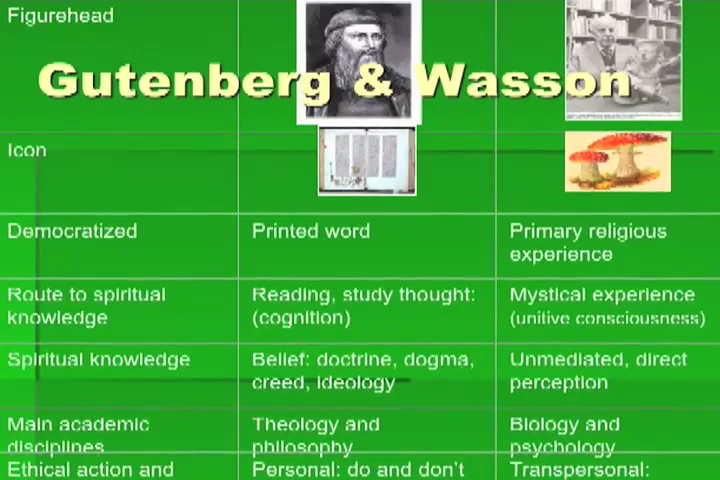 Figurehead
Gutenberg & Wasson
Icon
Democratized
Printed word
Primary religious
experience
Route to spiritual
knowledge
Reading, study thought:
(cognition)
Mystical experience
(unitive consciousness)
Spiritual knowledge
Belief: doctrine, dogma,
creed, ideology
Unmediated, direct
perception
Main academic
disciplines
Theology and
philosophy
Biology and
psychology
Ethical action and
Personal: do and don't
Transpersonal: